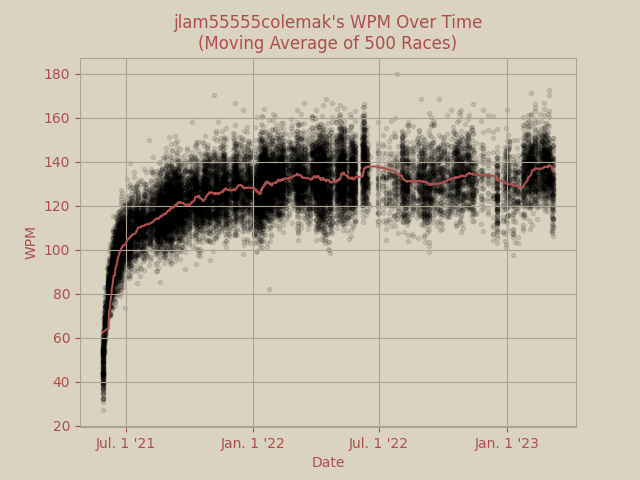 jlam55555colemak's WPM Over Time
(Moving Average of 500 Races)
WPM
180
160
140
120
100
80
60
40
20
Jul. 1 '21
Jan. 1 '22
Jul. 1 '22
Jan. 1 '23
Date